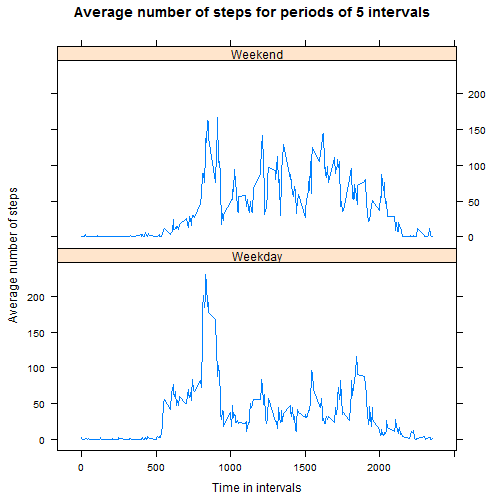 Average number of steps for periods of 5 intervals
Weekend
200
150
100
50
0
Weekday
200
150
100
50
0
0 500 1000 1500 2000
Time in intervals
Average number of steps